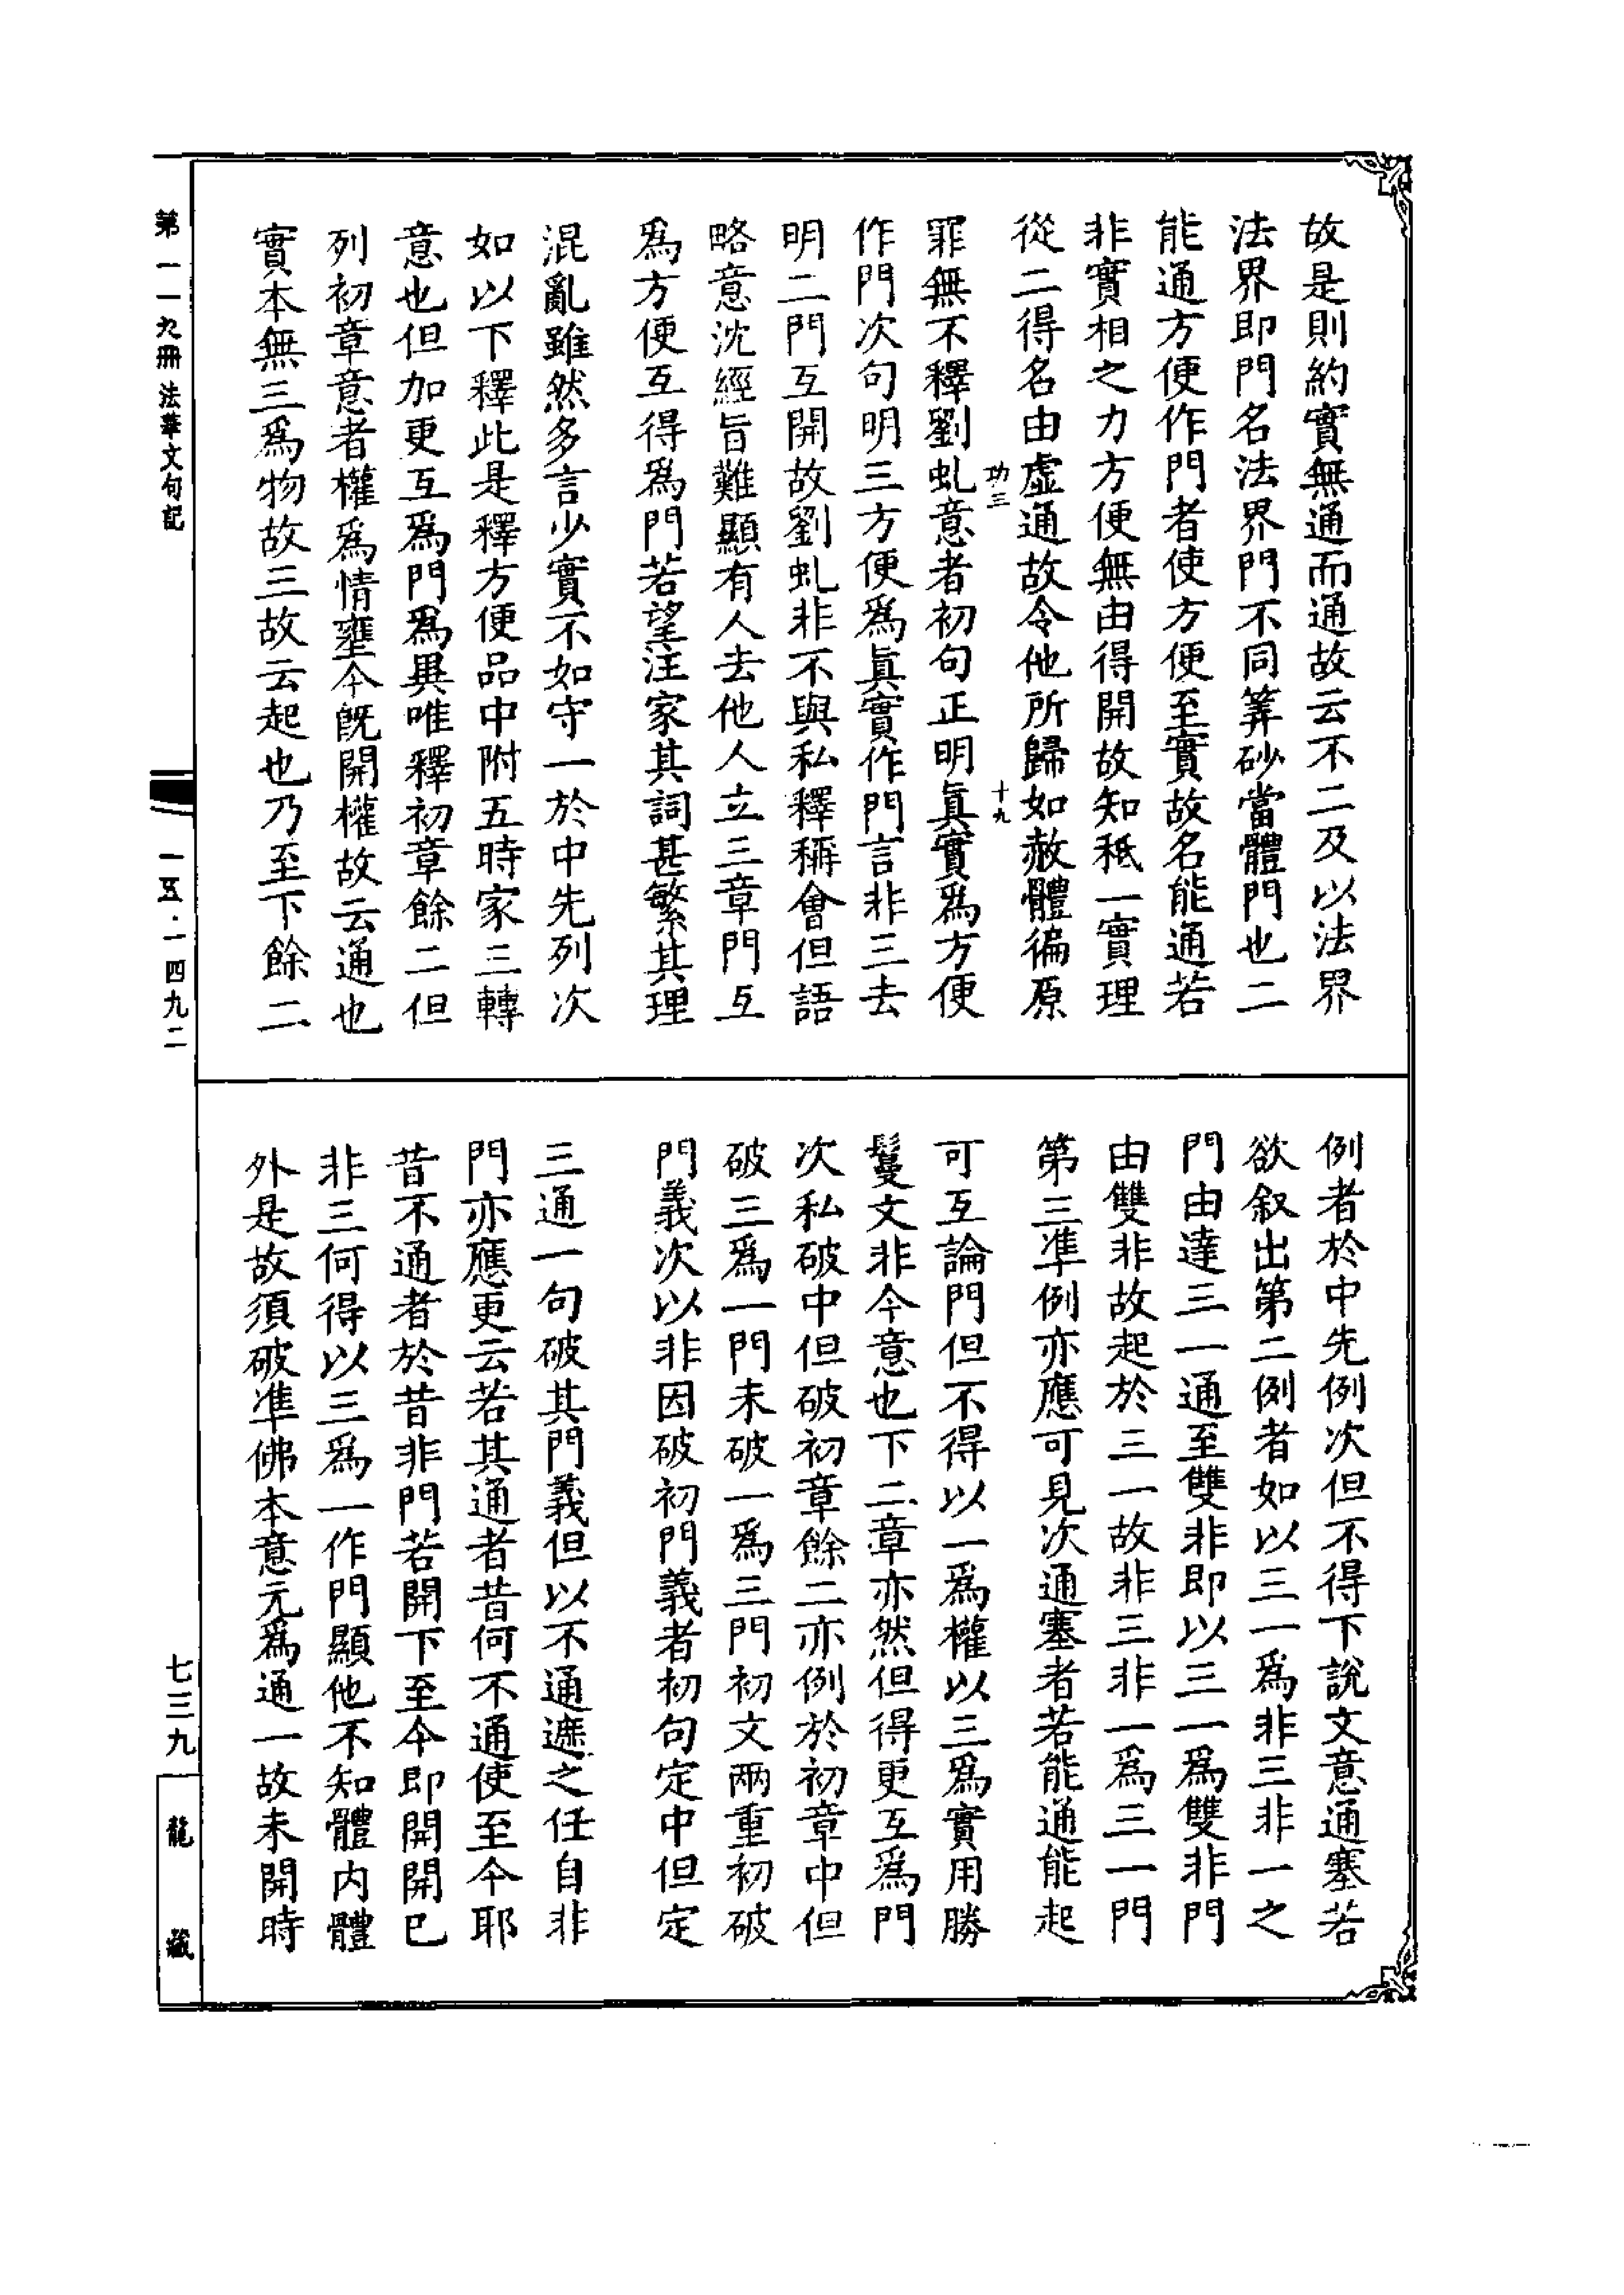 故是則約實無通而通故云不二及以法界
法界即門名法界門不同筭砂當體門也二
能通方便作門者使方便至實故名能通若
非實相之力方便無由得開故知秖一實理
從二得名由虛通故令他所歸如赦體徧原
功三
十九
罪無不釋劉虬意者初句正明眞實爲方便
作門次句明三方便爲眞實作門言非三去
明二門互開故劉虬非不與私釋稱會但語
略意沈經旨難顯有人去他人立三章門互
爲方便互得爲門若望注家其詞甚繁其理
混亂雖然多言少實不如守一於中先列次
如以下釋此是釋方便品中附五時家三轉
意也但加更互爲門爲異唯釋初章餘二但
列初章意者權爲情壅今既開權故云通也
實本無三爲物故三故云起也乃至下餘二
例者於中先例次但不得下說文意通塞若
欲叙出第二例者如以三一爲非三非一之
門由達三一通至雙非即以三一爲雙非門
由雙非故起於三一故非三非一爲三一門
第三準例亦應可見次通塞者若能通能起
可互論門但不得以一爲權以三爲實用勝
鬘文非今意也下二章亦然但得更互爲門
次私破中但破初章餘二亦例於初章中但
破三爲一門未破一爲三門初文兩重初破
門義次以非因破初門義者初句定中但定
三通一句破其門義但以不通遮之任自非
門亦應更云若其通者昔何不通使至今耶
昔不通者於昔非門若開下至今即開開已
非三何得以三爲一作門顯他不知體內體
外是故須破準佛本意元爲通一故未開時
第一一九冊 法華文句記
一五·一四九二
七三九
龍藏